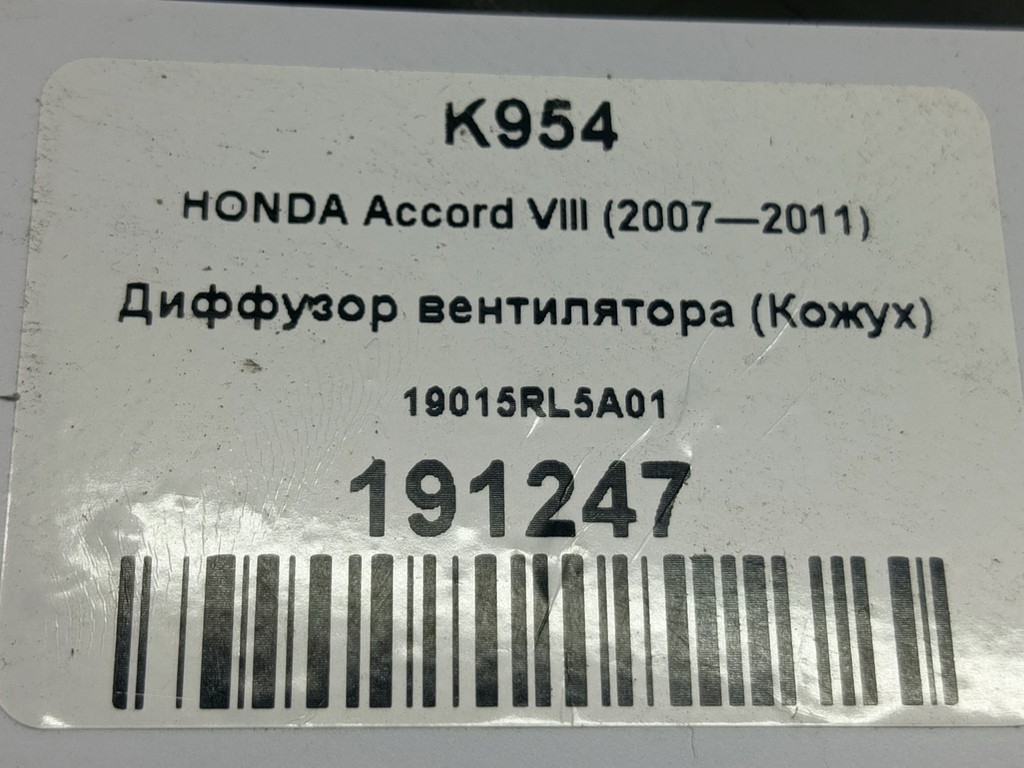 K954
HONDA Accord VIII (2007—2011)
Диффузор вентилятора (Кожух)
19015RL5A01
191247